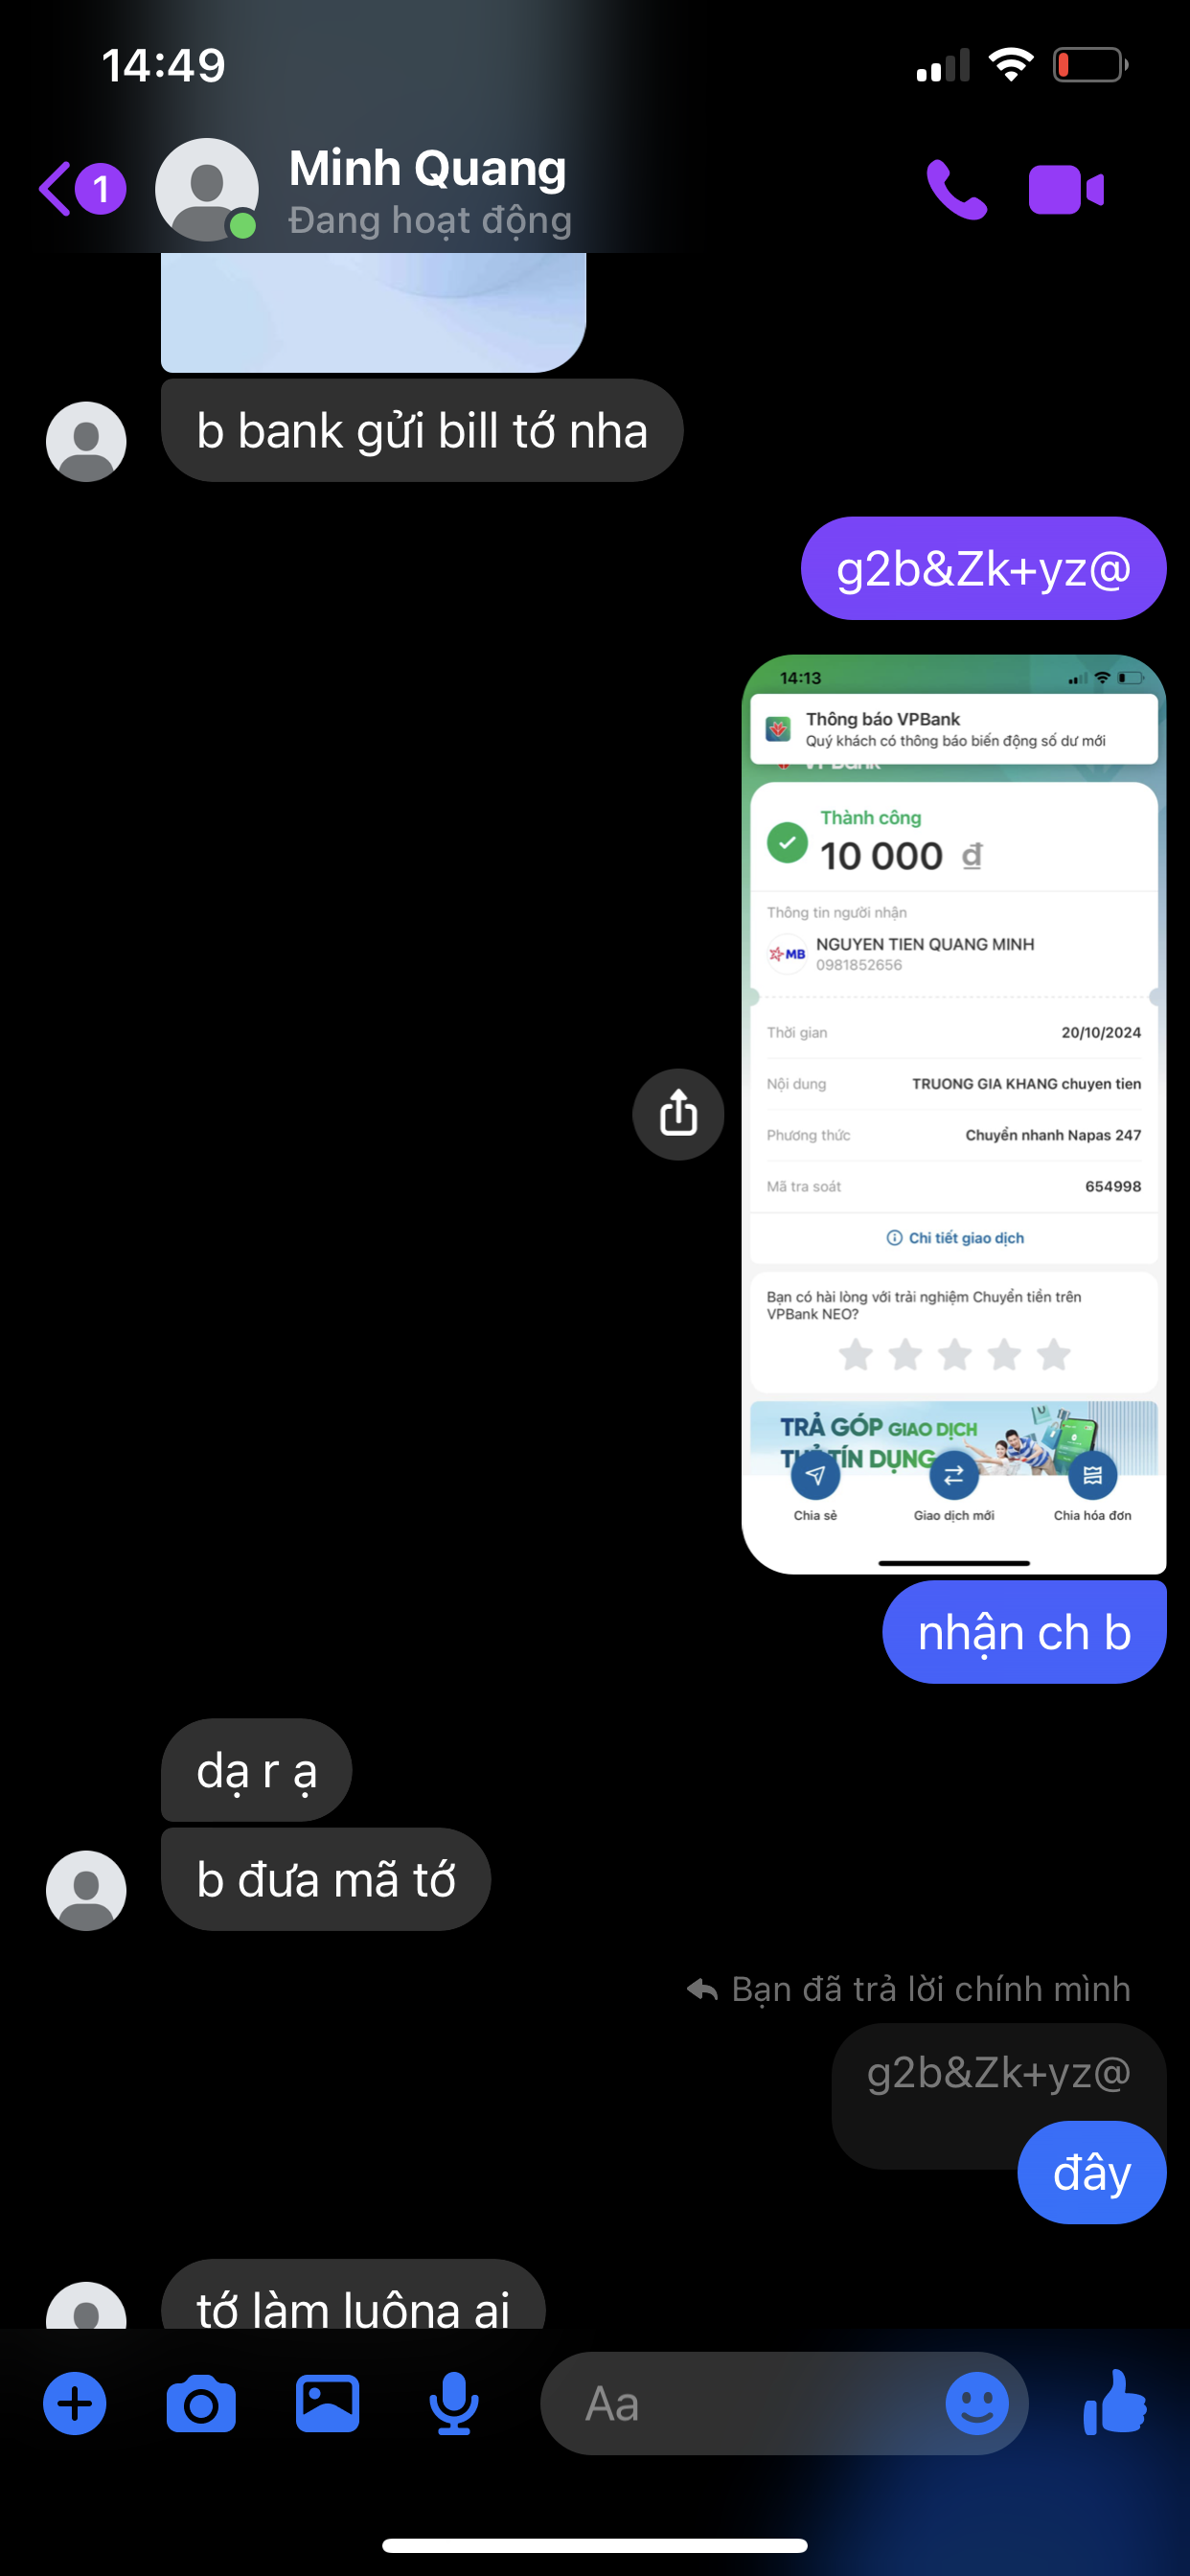 14:49
1
Minh Quang
Đang hoạt động
b bank gửi bill tớ nha
g2b&Zk+yz@
14:13
Thông báo VPBank
Quý khách có thông báo biến động số dư mới
Thành công
10 000 đ
Thông tin người nhận
MB
NGUYEN TIEN QUANG MINH
0981852656
Thời gian 20/10/2024
Nội dung TRUONG GIA KHANG chuyen tien
Phương thức Chuyển nhanh Napas 247
Mã tra soát 654998
Chi tiết giao dịch
Bạn có hài lòng với trải nghiệm Chuyển tiền trên
VPBank NEO?
TRẢ GÓP GIAO DỊCH
THẺ TÍN DỤNG
Chia sẻ Giao dịch mới Chia hóa đơn
nhận ch b
dạ r ạ
b đưa mã tớ
Bạn đã trả lời chính mình
g2b&Zk+yz@
đây
tớ làm luôn
Aa